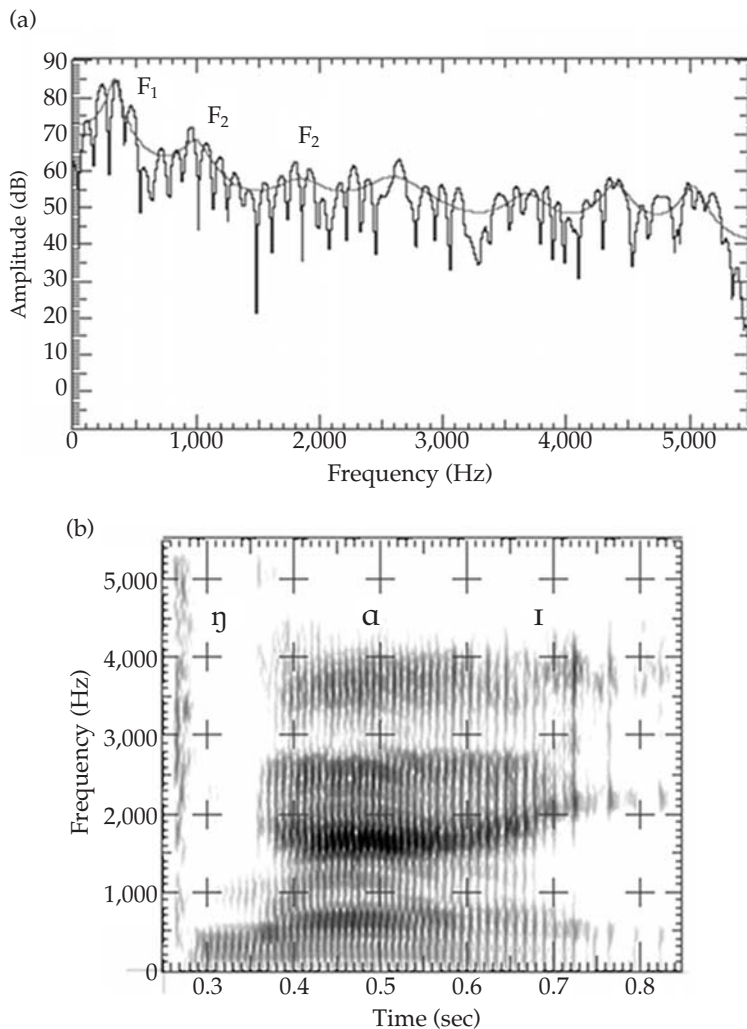 (a)
90
80
70
60
50
40
30
20
10
0
Amplitude (dB)
F₁
F₂
F₂
0 1,000 2,000 3,000 4,000 5,000
Frequency (Hz)
(b)
5,000
4,000
3,000
2,000
1,000
0
Frequency (Hz)
ŋ ɑ ɪ
0.3 0.4 0.5 0.6 0.7 0.8
Time (sec)